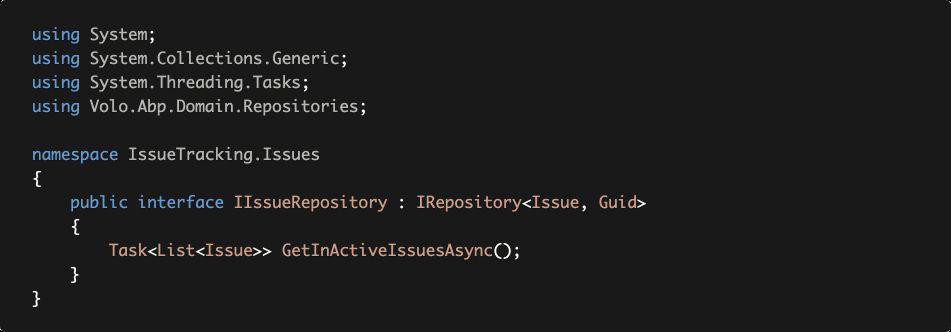 using System;
using System.Collections.Generic;
using System.Threading.Tasks;
using Volo.Abp.Domain.Repositories;

namespace IssueTracking.Issues
{
    public interface IIssueRepository : IRepository<Issue, Guid>
    {
        Task<List<Issue>> GetInActiveIssuesAsync();
    }
}